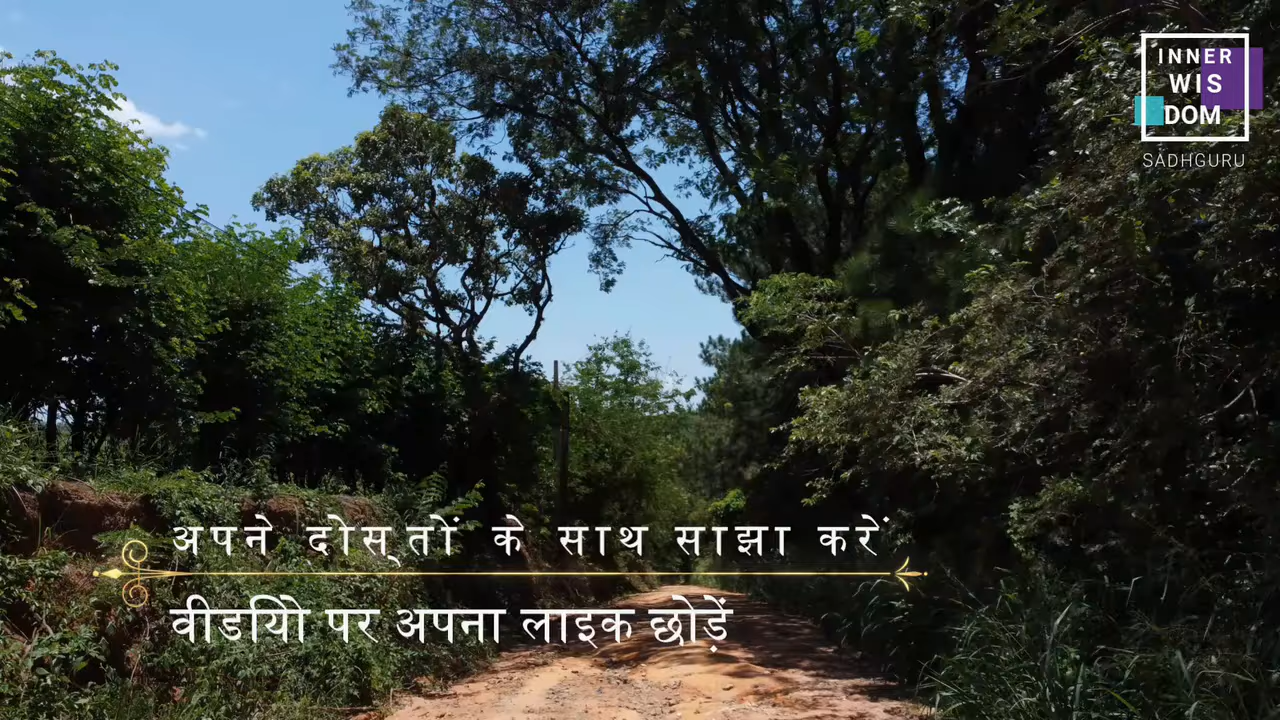 INNER
WIS
DOM
SADHGURU
अपने दोस्तों के साथ साझा करें
वीडियो पर अपना लाइक छोड़ें